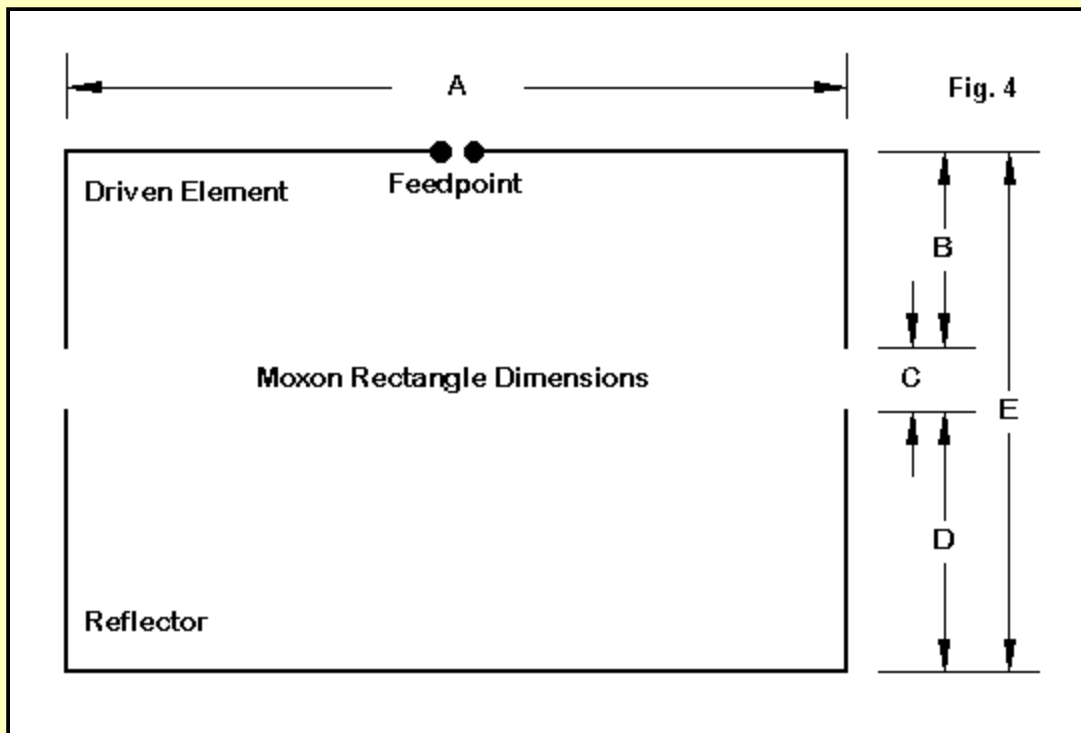 A
Fig. 4
Driven Element
Feedpoint
B
Moxon Rectangle Dimensions
C
E
D
Reflector